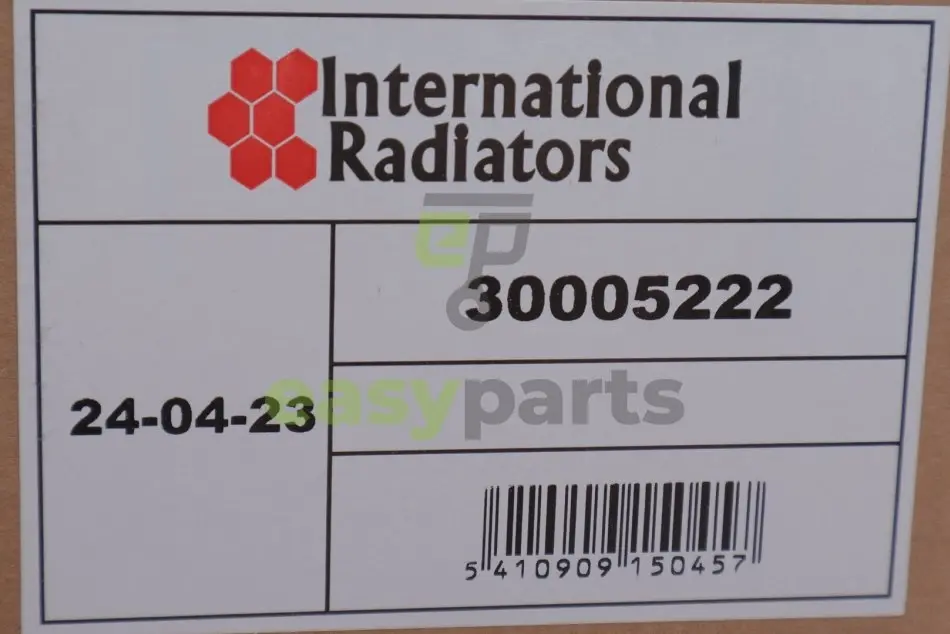 International
Radiators
ep
30005222
easyparts
24-04-23
5 410909 150457